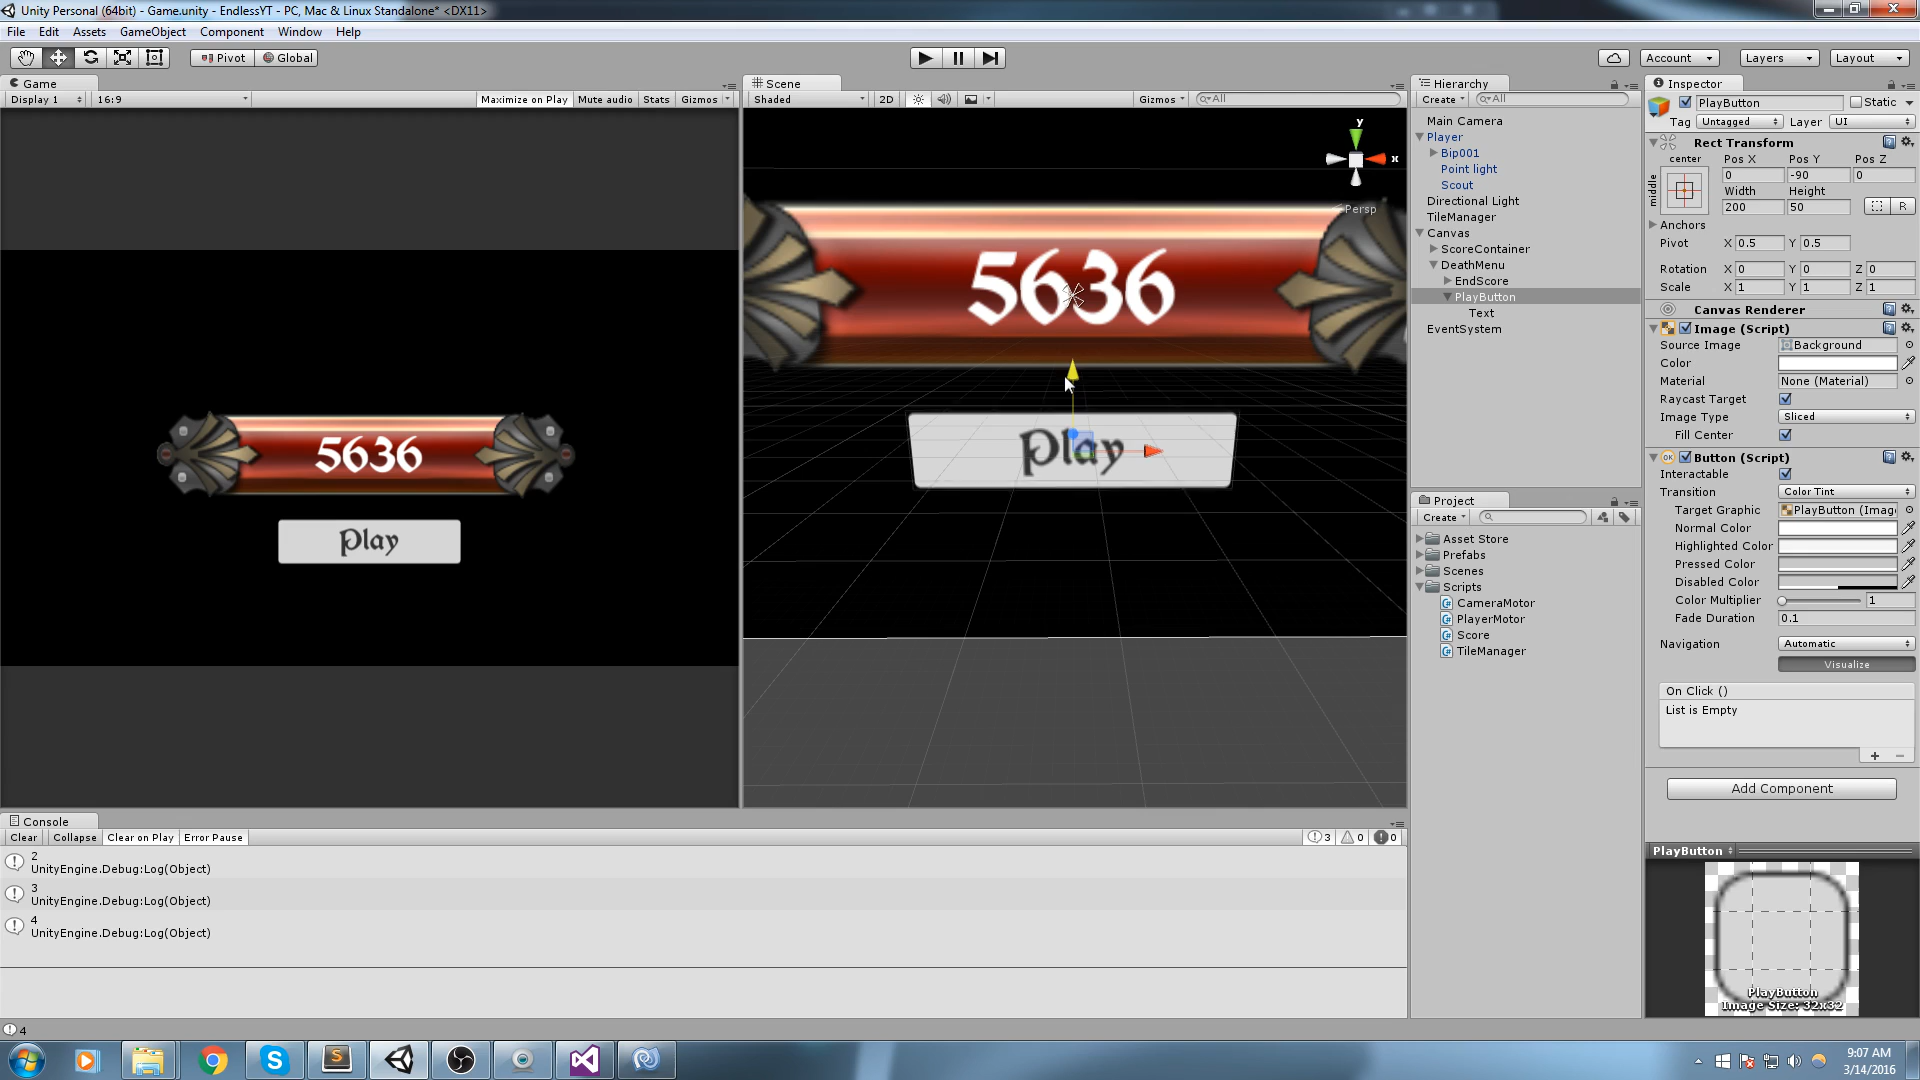 Unity Personal (64bit) - Game.unity - EndlessYT - PC, Mac & Linux Standalone* <DX11>
File Edit Assets GameObject Component Window Help
Pivot Global Account Layers Layout
Game
Display 1 16:9 Maximize on Play Mute audio Stats Gizmos
5636
Play
Scene
Shaded 2D Gizmos All
y
x
Persp
5636
Play
Hierarchy
Create All
Main Camera
Player
Bip001
Point light
Scout
Directional Light
TileManager
Canvas
ScoreContainer
DeathMenu
EndScore
PlayButton
Text
EventSystem
Project
Create
Asset Store
Prefabs
Scenes
Scripts
CameraMotor
PlayerMotor
Score
TileManager
Inspector
PlayButton Static
Tag Untagged Layer UI
Rect Transform
center Pos X Pos Y Pos Z
middle 0 -90 0
Width Height
200 50 R
Anchors
Pivot X 0.5 Y 0.5
Rotation X 0 Y 0 Z 0
Scale X 1 Y 1 Z 1
Canvas Renderer
Image (Script)
Source Image Background
Color
Material None (Material)
Raycast Target
Image Type Sliced
Fill Center
OK Button (Script)
Interactable
Transition Color Tint
Target Graphic PlayButton (Imag
Normal Color
Highlighted Color
Pressed Color
Disabled Color
Color Multiplier 1
Fade Duration 0.1
Navigation Automatic
Visualize
On Click ()
List is Empty
+ −
Add Component
PlayButton
PlayButton
Image Size: 32x32
Console
Clear Collapse Clear on Play Error Pause 3 0 0
2
UnityEngine.Debug:Log(Object)
3
UnityEngine.Debug:Log(Object)
4
UnityEngine.Debug:Log(Object)
4
9:07 AM
3/14/2016